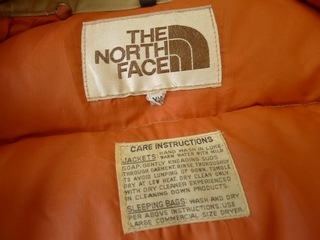 THE
NORTH
FACE
CARE INSTRUCTIONS
JACKETS: HAND WASH IN LUKE-
WARM WATER WITH MILD
SOAP, GENTLY KNEADING SUDS
THROUGH GARMENT. RINSE THOROUGHLY
TO AVOID LUMPING OF DOWN. TUMBLE
DRY AT LOW HEAT. DRY CLEAN ONLY
WITH DRY CLEANER EXPERIENCED
IN CLEANING DOWN PRODUCTS.
SLEEPING BAGS: WASH AND DRY
PER ABOVE INSTRUCTIONS USE
LARGE COMMERCIAL SIZE DRYER.